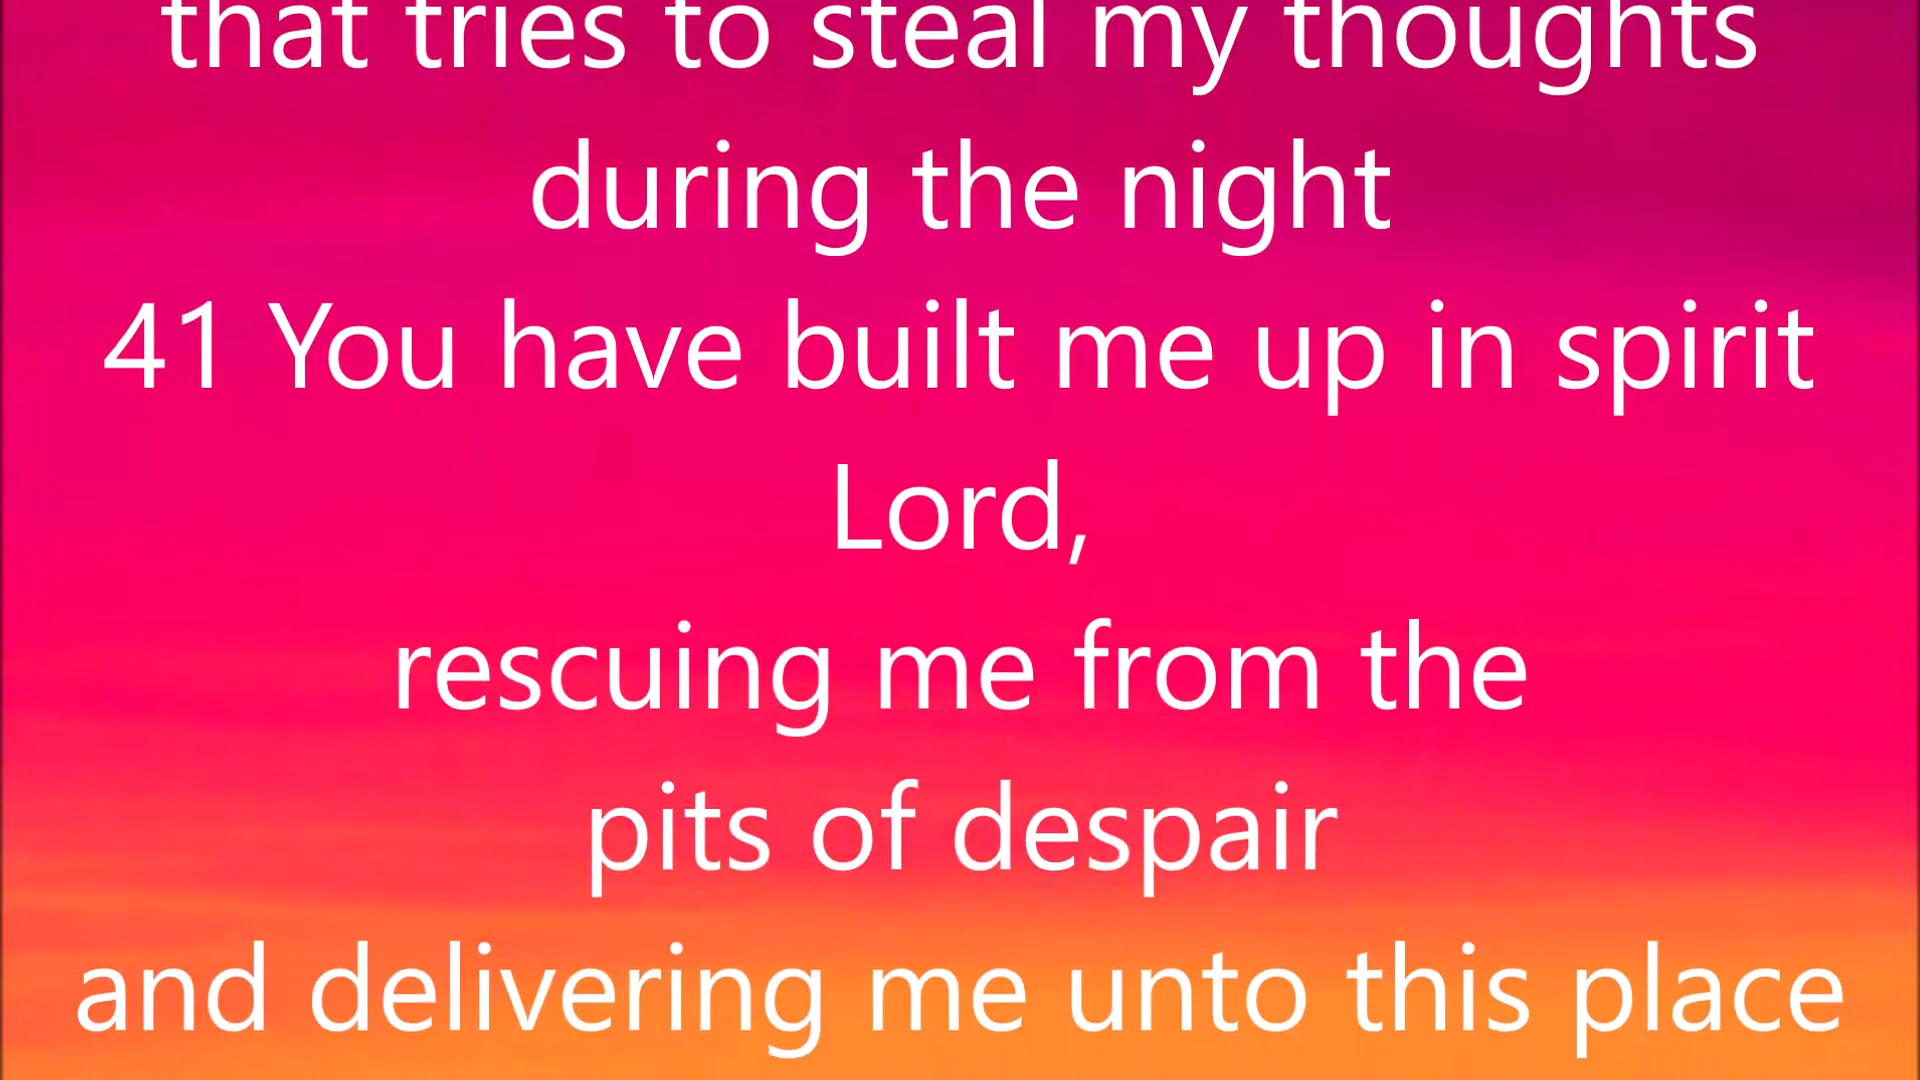 that tries to steal my thoughts
during the night
41 You have built me up in spirit
Lord,
rescuing me from the
pits of despair
and delivering me unto this place